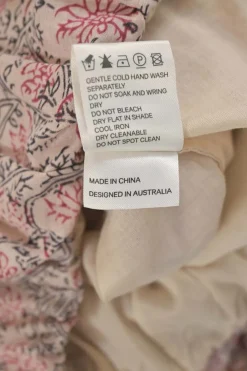 GENTLE COLD HAND WASH
SEPARATELY
DO NOT SOAK AND WRING
DRY
DO NOT BLEACH
DRY FLAT IN SHADE
COOL IRON
DRY CLEANABLE
DO NOT SPOT CLEAN
MADE IN CHINA
DESIGNED IN AUSTRALIA